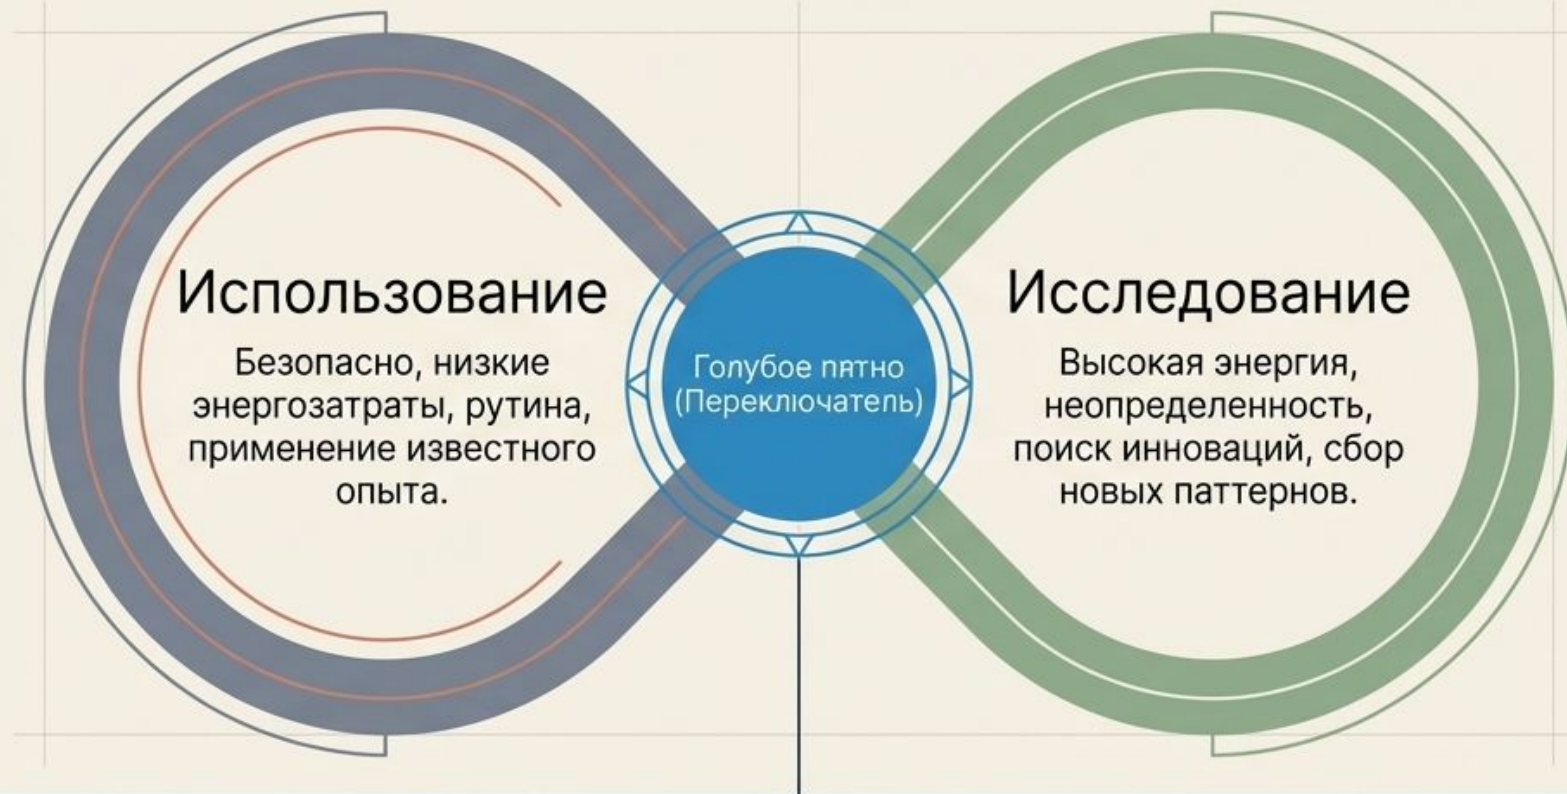 Использование
Безопасно, низкие
энергозатраты, рутина,
применение известного
опыта.
Голубое пятно
(Переключатель)
Исследование
Высокая энергия,
неопределенность,
поиск инноваций, сбор
новых паттернов.